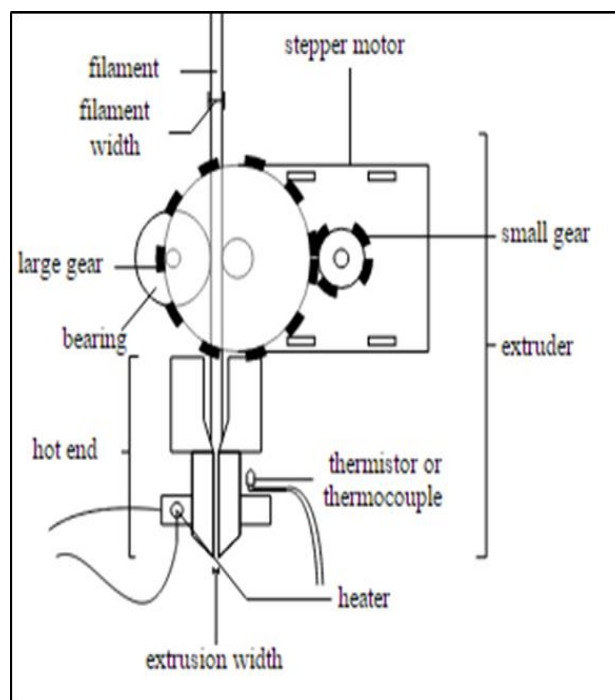 stepper motor
filament
filament
width
small gear
large gear
bearing
extruder
hot end
thermistor or
thermocouple
heater
extrusion width